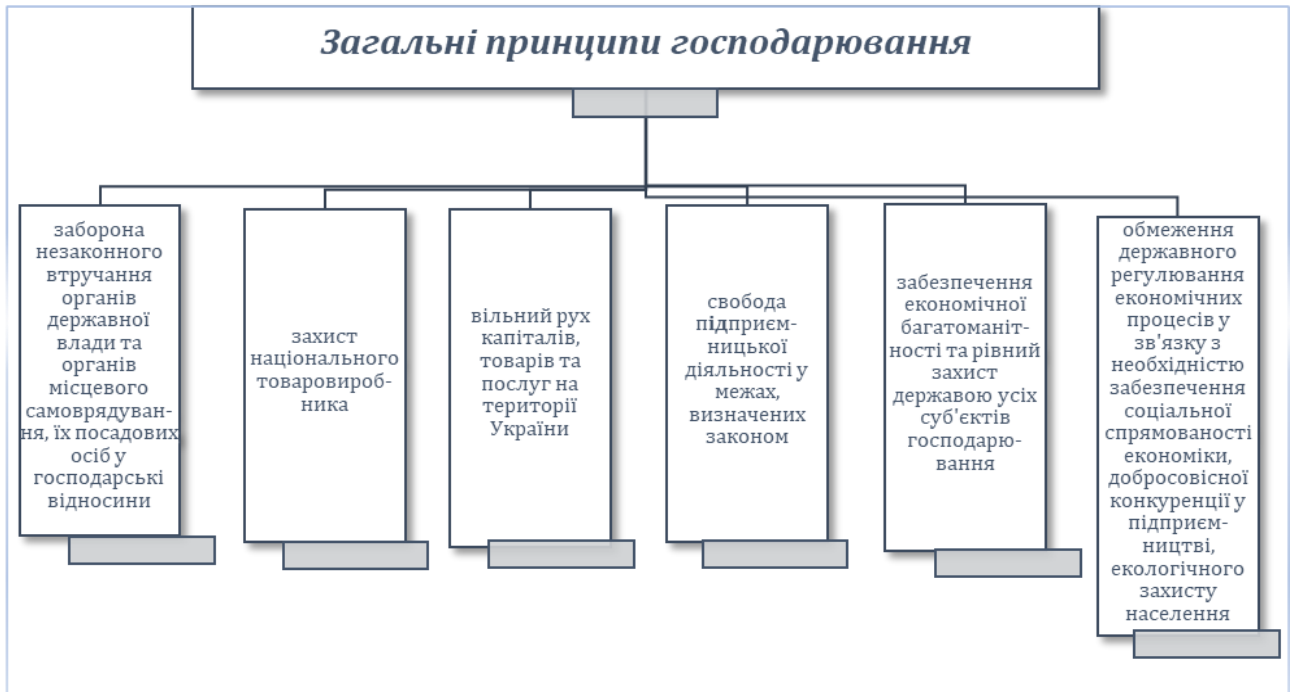 Загальні принципи господарювання
заборона
незаконного
втручання
органів
державної
влади та
органів
місцевого
самоврядуван-
ня, їх посадових
осіб у
господарські
відносини
захист
національного
товаровироб-
ника
вільний рух
капіталів,
товарів та
послуг на
території
України
свобода
підприєм-
ницької
діяльності у
межах,
визначених
законом
забезпечення
економічної
багатоманіт-
ності та рівний
захист
державою усіх
суб'єктів
господарю-
вання
обмеження
державного
регулювання
економічних
процесів у
зв'язку з
необхідністю
забезпечення
соціальної
спрямованості
економіки,
добросовісної
конкуренції у
підприєм-
ництві,
екологічного
захисту
населення